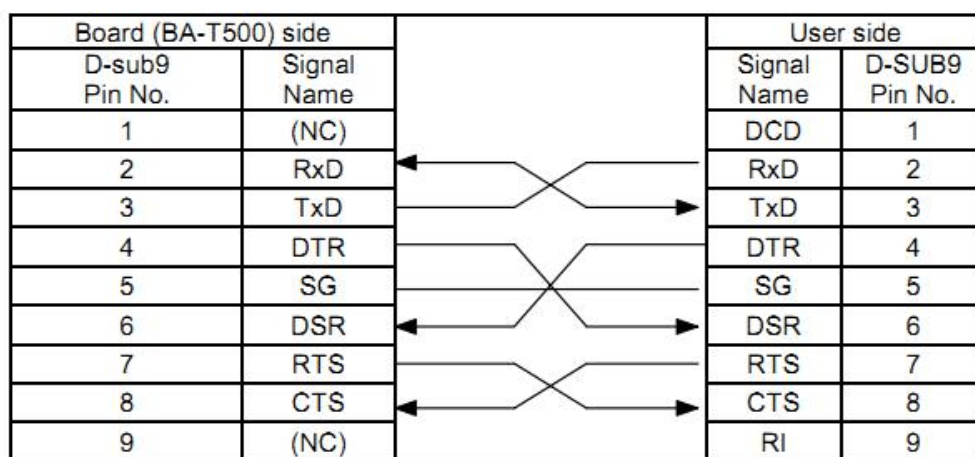 Board (BA-T500) side User side
D-sub9 Signal Signal D-SUB9
Pin No. Name Name Pin No.
1 (NC) DCD 1
2 RxD RxD 2
3 TxD TxD 3
4 DTR DTR 4
5 SG SG 5
6 DSR DSR 6
7 RTS RTS 7
8 CTS CTS 8
9 (NC) RI 9